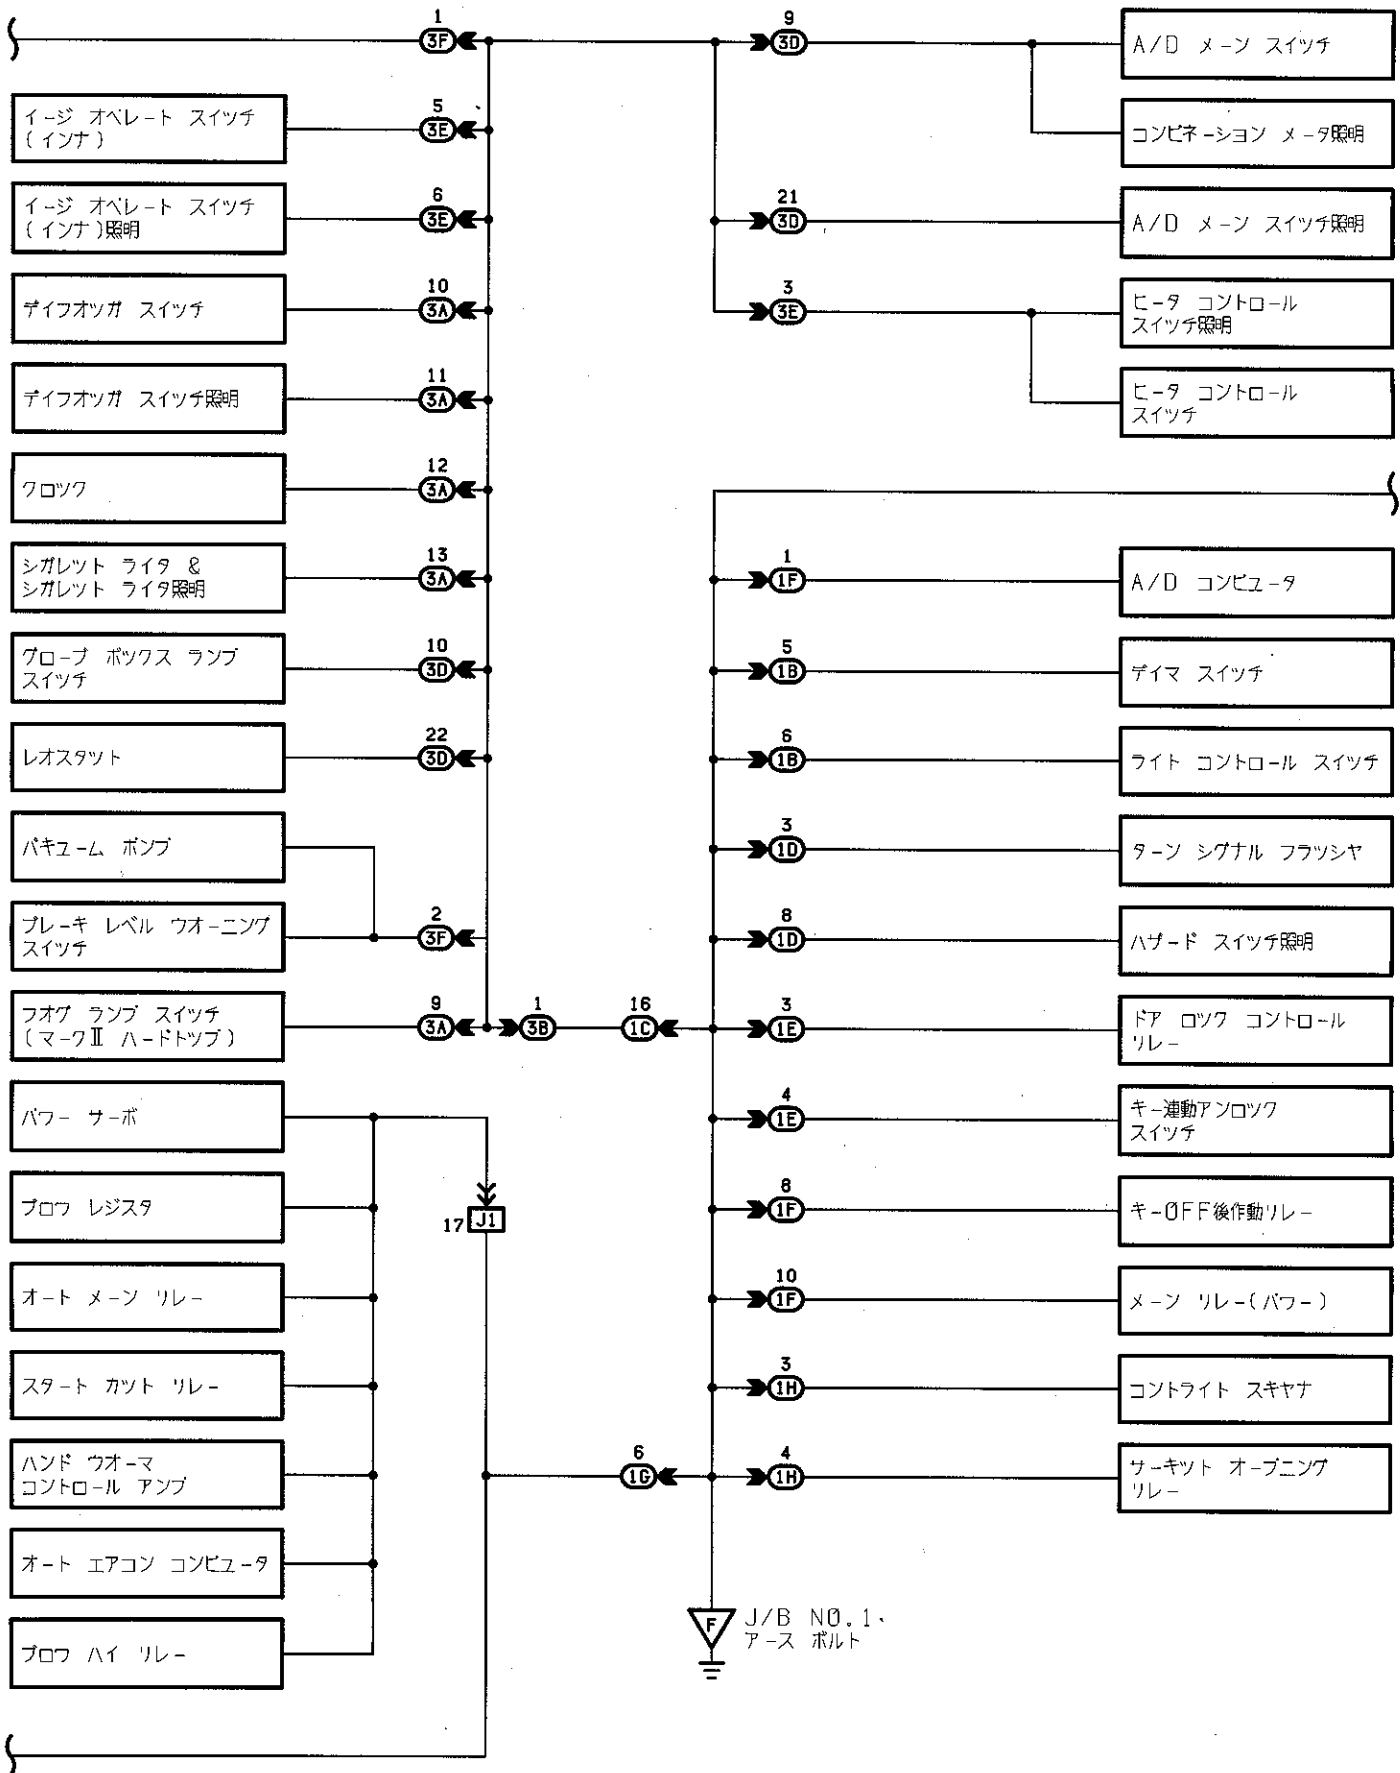 1
3F
9
3D
A/D メーン スイツチ
イージ オペレート スイツチ
(インナ)
5
3E
コンビネーション メータ照明
イージ オペレート スイツチ
(インナ)照明
6
3E
21
3D
A/D メーン スイツチ照明
デイフオツガ スイツチ
10
3A
3
3E
ヒータ コントロール
スイツチ照明
デイフオツガ スイツチ照明
11
3A
ヒータ コントロール
スイツチ
クロツク
12
3A
シガレツト ライタ &
シガレツト ライタ照明
13
3A
1
1F
A/D コンピュータ
グローブ ボツクス ランプ
スイツチ
10
3D
5
1B
デイマ スイツチ
レオスタツト
22
3D
6
1B
ライト コントロール スイツチ
バキューム ポンプ
3
1D
ターン シグナル フラツシヤ
ブレーキ レベル ウオーニング
スイツチ
2
3F
8
1D
ハザード スイツチ照明
フオグ ランプ スイツチ
(マークⅡ ハードトツプ)
9
3A
1
3B
16
1C
3
1E
ドア ロツク コントロール
リレー
パワー サーボ
4
1E
キー連動アンロツク
スイツチ
ブロワ レジスタ
17
J1
8
1F
キーOFF後作動リレー
オート メーン リレー
10
1F
メーン リレー(パワー)
スタート カツト リレー
3
1H
コンライト スキヤナ
ハンド ウオーマ
コントロール アンプ
6
1G
4
1H
サーキツト オープニング
リレー
オート エアコン コンピュータ
ブロワ ハイ リレー
F
J/B NO.1
アース ボルト